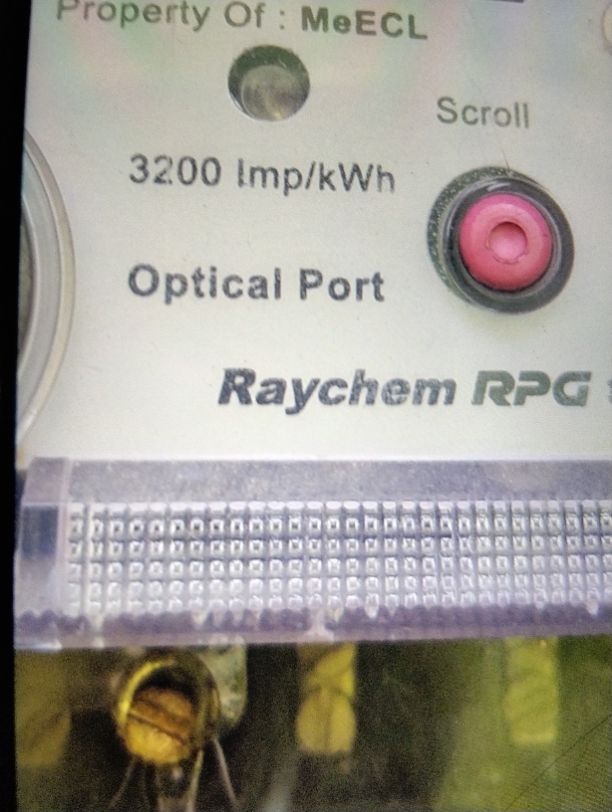 Property Of : MeECL
Scroll
3200 Imp/kWh
Optical Port
Raychem RPG